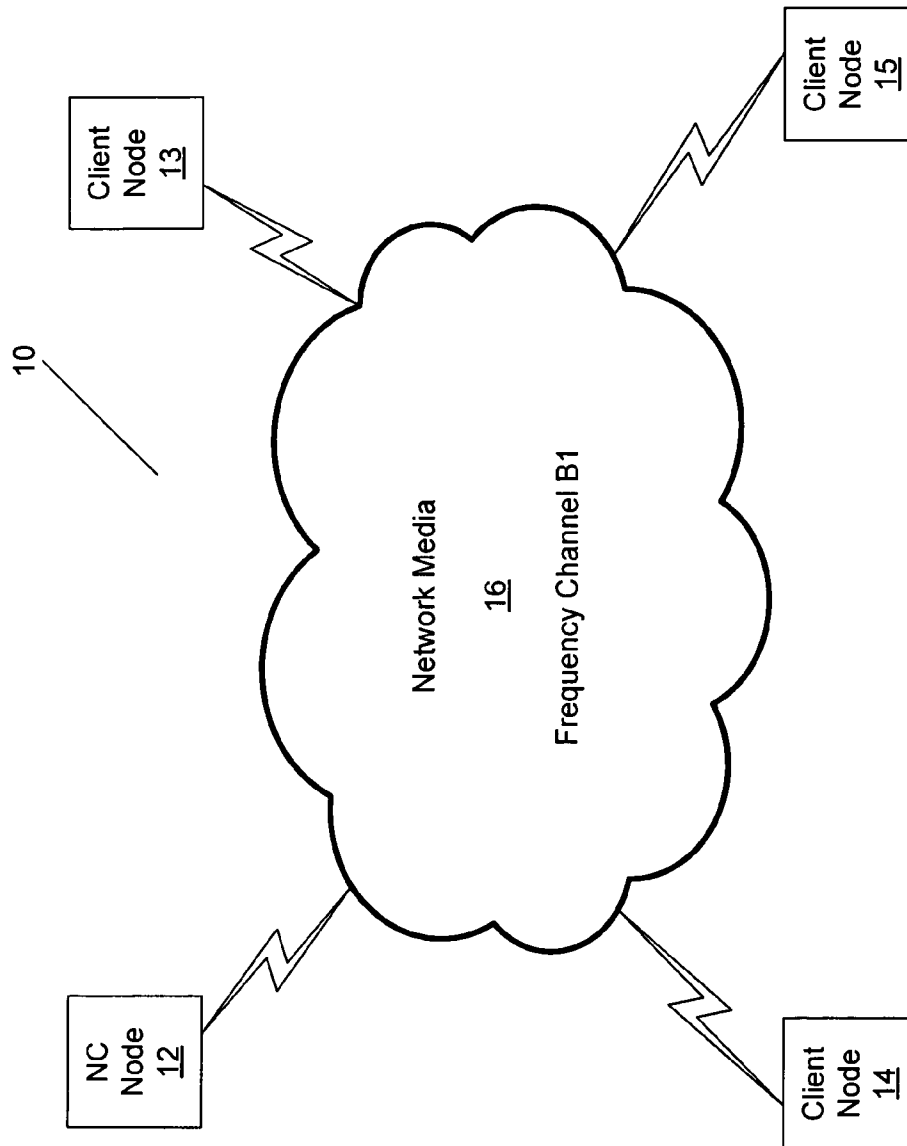 10
NC
Node
12
Client
Node
13
Network Media
16
Frequency Channel B1
Client
Node
14
Client
Node
15